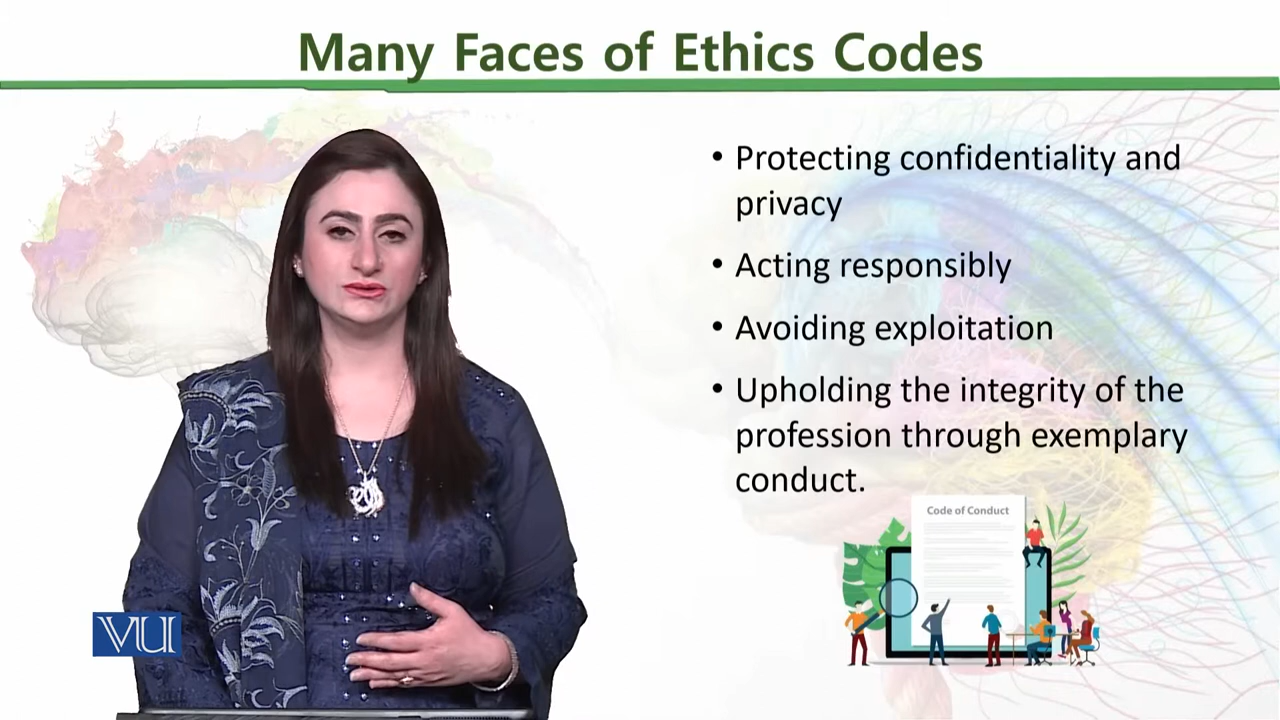 Many Faces of Ethics Codes
• Protecting confidentiality and
privacy
• Acting responsibly
• Avoiding exploitation
• Upholding the integrity of the
profession through exemplary
conduct.
Code of Conduct
VU